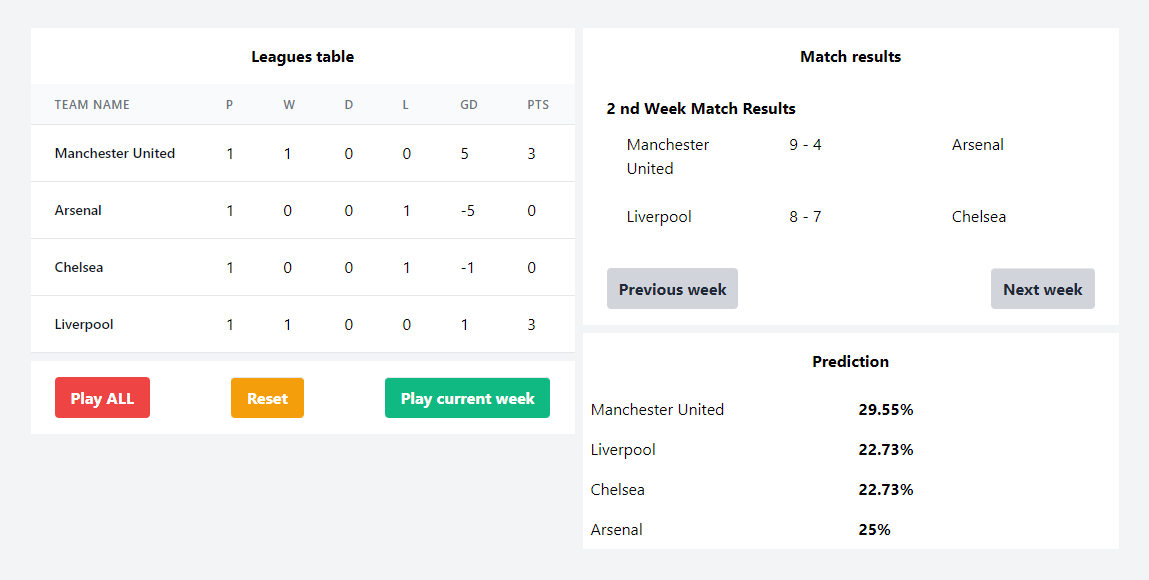 Leagues table
TEAM NAME P W D L GD PTS
Manchester United 1 1 0 0 5 3
Arsenal 1 0 0 1 -5 0
Chelsea 1 0 0 1 -1 0
Liverpool 1 1 0 0 1 3
Play ALL Reset Play current week
Match results
2 nd Week Match Results
Manchester United 9 - 4 Arsenal
Liverpool 8 - 7 Chelsea
Previous week Next week
Prediction
Manchester United 29.55%
Liverpool 22.73%
Chelsea 22.73%
Arsenal 25%